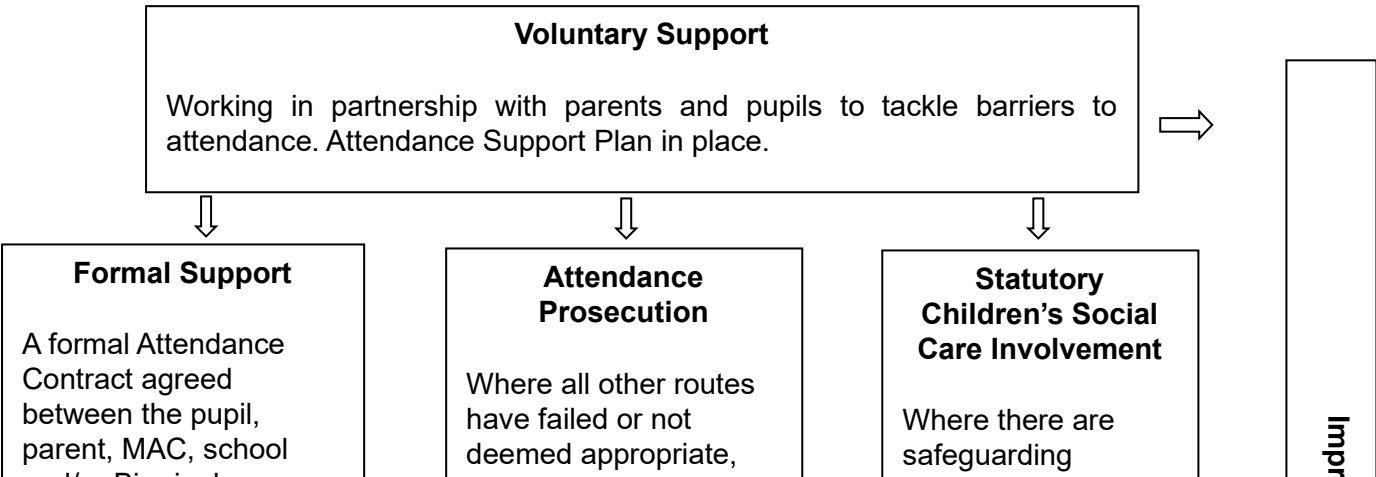 Voluntary Support
Working in partnership with parents and pupils to tackle barriers to
attendance. Attendance Support Plan in place.
Formal Support
A formal Attendance
Contract agreed
between the pupil,
parent, MAC, school
Attendance
Prosecution
Where all other routes
have failed or not
deemed appropriate,
Statutory
Children’s Social
Care Involvement
Where there are
safeguarding